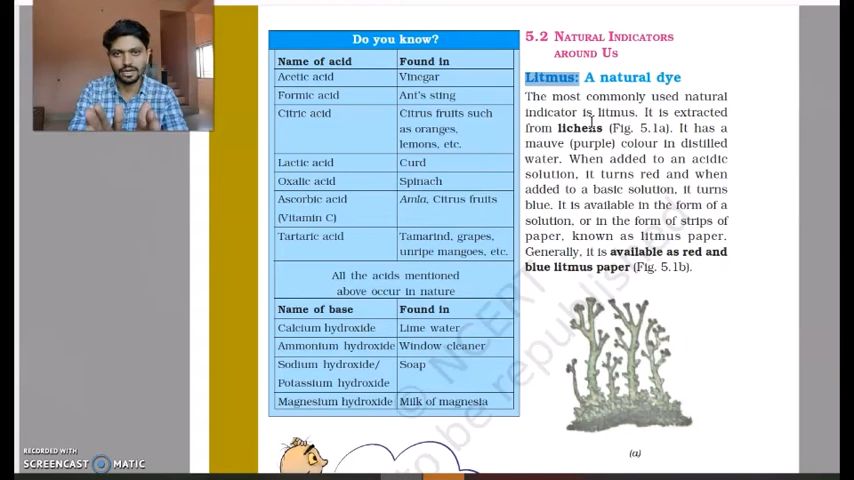 Do you know?
Name of acid Found in
Acetic acid Vinegar
Formic acid Ant's sting
Citric acid Citrus fruits such
as oranges,
lemons, etc.
Lactic acid Curd
Oxalic acid Spinach
Ascorbic acid Amla, Citrus fruits
(Vitamin C)
Tartaric acid Tamarind, grapes,
unripe mangoes, etc.
All the acids mentioned
above occur in nature
Name of base Found in
Calcium hydroxide Lime water
Ammonium hydroxide Window cleaner
Sodium hydroxide/ Soap
Potassium hydroxide
Magnesium hydroxide Milk of magnesia
5.2 NATURAL INDICATORS
AROUND US
Litmus: A natural dye
The most commonly used natural
indicator is litmus. It is extracted
from lichens (Fig. 5.1a). It has a
mauve (purple) colour in distilled
water. When added to an acidic
solution, it turns red and when
added to a basic solution, it turns
blue. It is available in the form of a
solution, or in the form of strips of
paper, known as litmus paper.
Generally, it is available as red and
blue litmus paper (Fig. 5.1b).
(a)
© NCERT
to be republished
RECORDED WITH
SCREENCAST MATIC